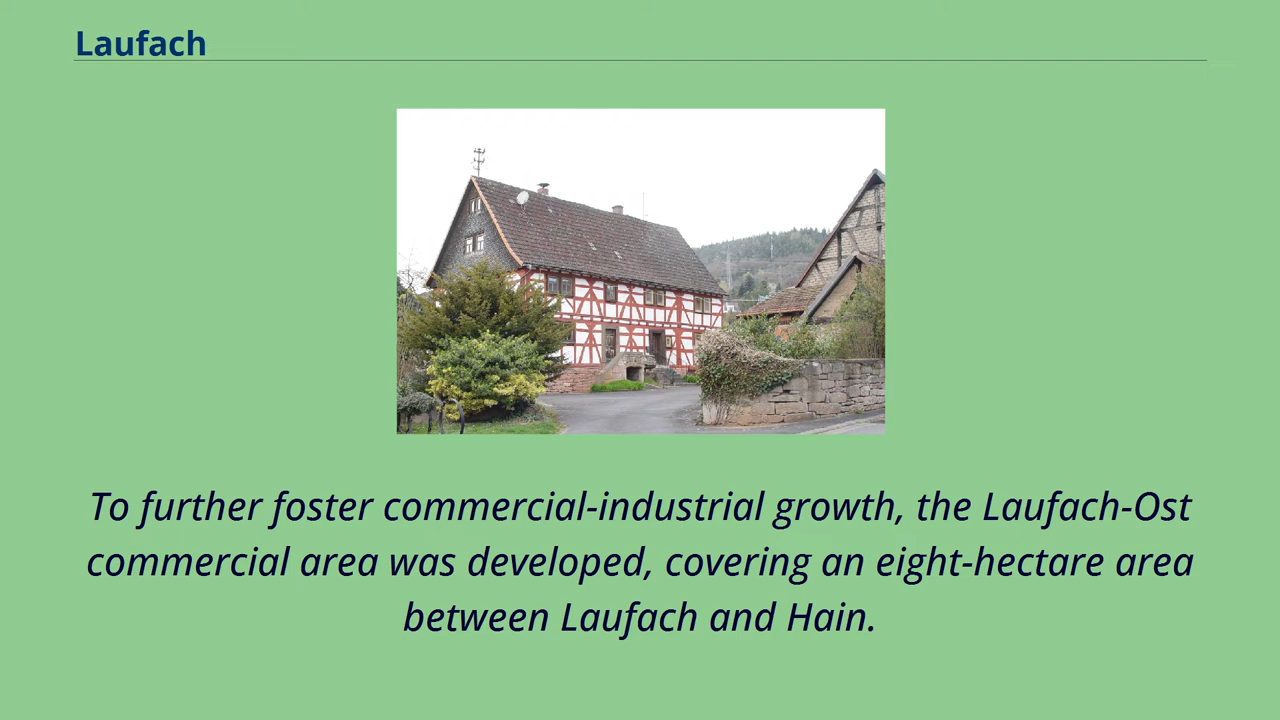 Laufach
To further foster commercial-industrial growth, the Laufach-Ost
commercial area was developed, covering an eight-hectare area
between Laufach and Hain.